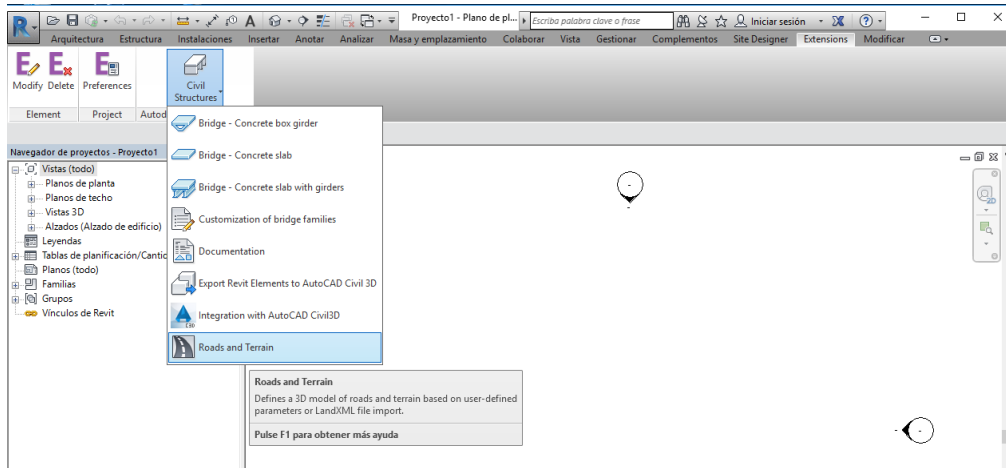 R
A
Proyecto1 - Plano de pl...
Escriba palabra clave o frase
Iniciar sesión
Arquitectura Estructura Instalaciones Insertar Anotar Analizar Masa y emplazamiento Colaborar Vista Gestionar Complementos Site Designer Extensions Modificar
Modify Delete Preferences
Civil
Structures
Element Project Autod
Bridge - Concrete box girder
Bridge - Concrete slab
Bridge - Concrete slab with girders
Customization of bridge families
Documentation
Export Revit Elements to AutoCAD Civil 3D
Integration with AutoCAD Civil3D
Roads and Terrain
Navegador de proyectos - Proyecto1
Vistas (todo)
Planos de planta
Planos de techo
Vistas 3D
Alzados (Alzado de edificio)
Leyendas
Tablas de planificación/Cantid
Planos (todo)
Familias
Grupos
Vínculos de Revit
Roads and Terrain
Defines a 3D model of roads and terrain based on user-defined
parameters or LandXML file import.
Pulse F1 para obtener más ayuda
2D